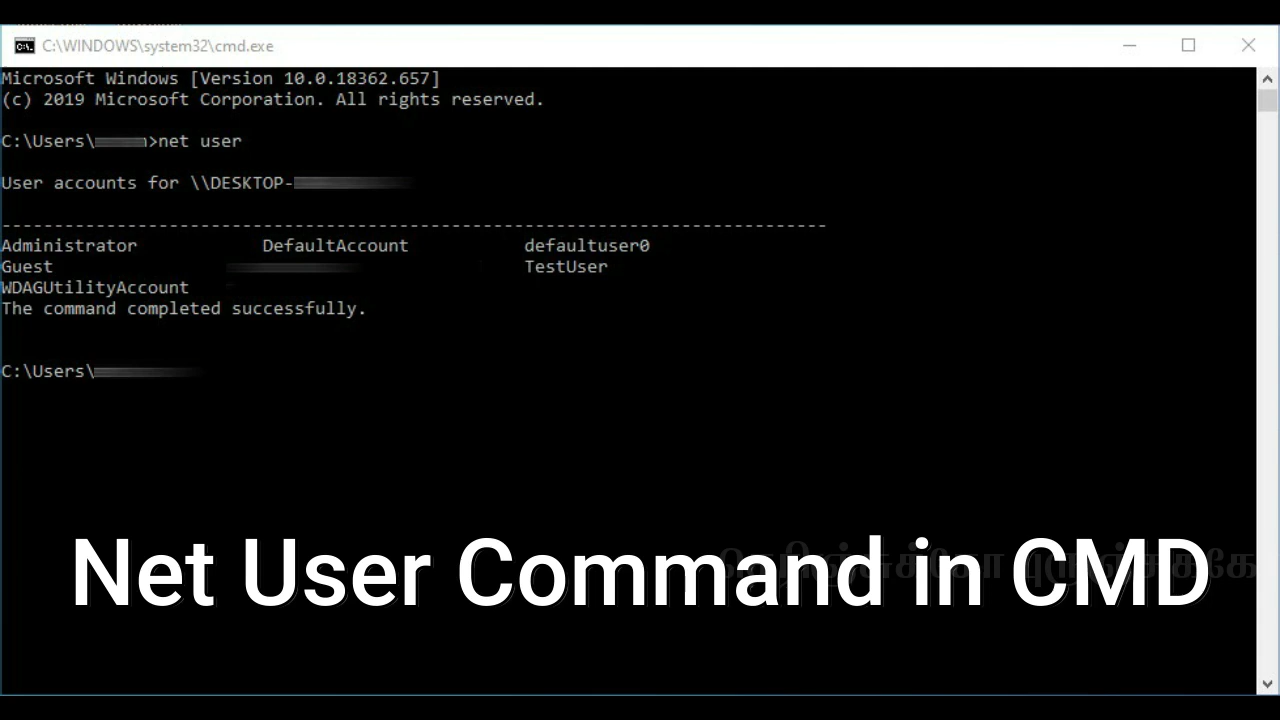 C:\WINDOWS\system32\cmd.exe
Microsoft Windows [Version 10.0.18362.657]
(c) 2019 Microsoft Corporation. All rights reserved.
C:\Users\ >net user
User accounts for \\DESKTOP-
-------------------------------------------------------------------------------
Administrator DefaultAccount defaultuser0
Guest TestUser
WDAGUtilityAccount
The command completed successfully.
C:\Users\
Net User Command in CMD